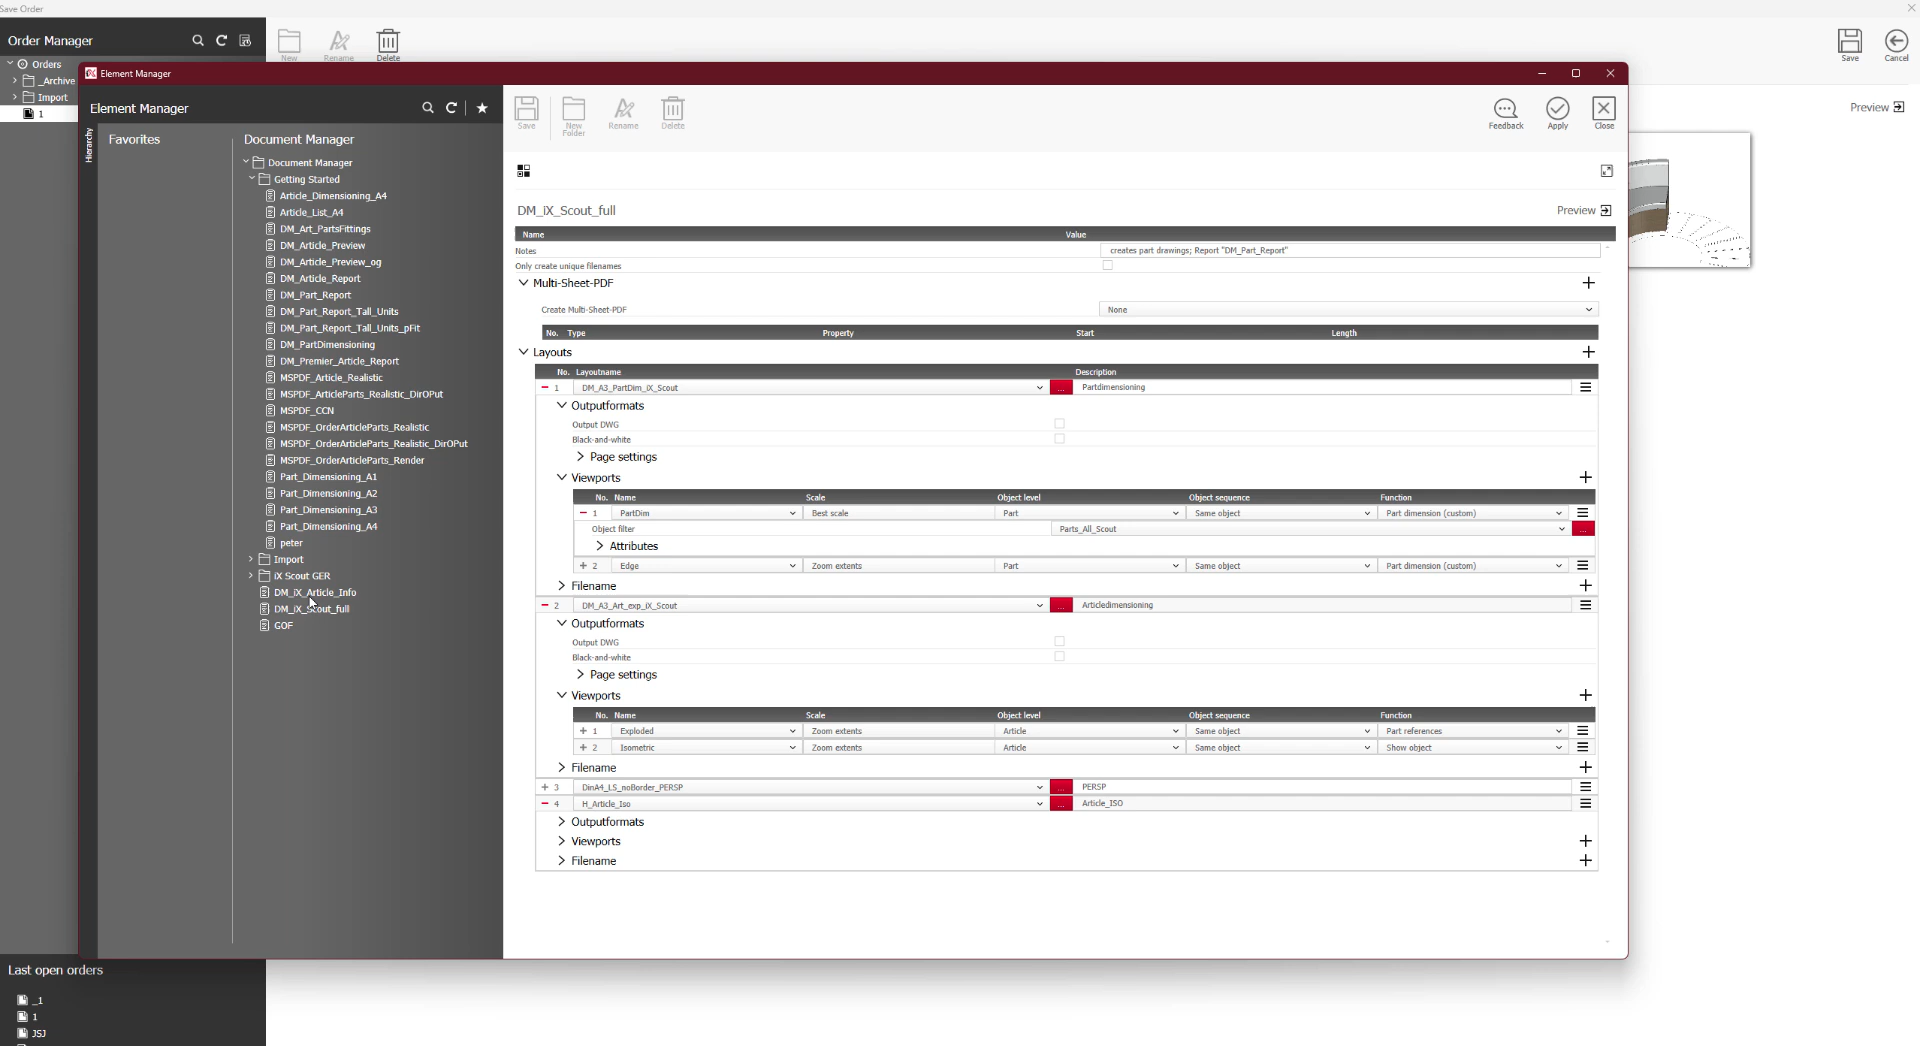 Save Order
Order Manager
New
Rename
Delete
Save
Cancel
Orders
_Archive
Import
1
Element Manager
Element Manager
Hierarchy
Favorites
Document Manager
Document Manager
Getting Started
Article_Dimensioning_A4
Article_List_A4
DM_Art_PartsFittings
DM_Article_Preview
DM_Article_Preview_og
DM_Article_Report
DM_Part_Report
DM_Part_Report_Tall_Units
DM_Part_Report_Tall_Units_pFit
DM_PartDimensioning
DM_Premier_Article_Report
MSPDF_Article_Realistic
MSPDF_ArticleParts_Realistic_DirOPut
MSPDF_CCN
MSPDF_OrderArticleParts_Realistic
MSPDF_OrderArticleParts_Realistic_DirOPut
MSPDF_OrderArticleParts_Render
Part_Dimensioning_A1
Part_Dimensioning_A2
Part_Dimensioning_A3
Part_Dimensioning_A4
peter
Import
iX Scout GER
DM_iX_Article_Info
DM_iX_Scout_full
GOF
Save
New Folder
Rename
Delete
Feedback
Apply
Close
Preview
DM_iX_Scout_full
Preview
Name Value
Notes creates part drawings; Report "DM_Part_Report"
Only create unique filenames
Multi-Sheet-PDF
Create Multi-Sheet-PDF None
No. Type Property Start Length
Layouts
No. Layoutname Description
1 DM_A3_PartDim_iX_Scout ... Partdimensioning
Outputformats
Output DWG
Black-and-white
Page settings
Viewports
No. Name Scale Object level Object sequence Function
1 PartDim Best scale Part Same object Part dimension (custom)
Object filter Parts_All_Scout ...
Attributes
2 Edge Zoom extents Part Same object Part dimension (custom)
Filename
2 DM_A3_Art_exp_iX_Scout ... Articledimensioning
Outputformats
Output DWG
Black-and-white
Page settings
Viewports
No. Name Scale Object level Object sequence Function
1 Exploded Zoom extents Article Same object Part references
2 Isometric Zoom extents Article Same object Show object
Filename
3 DinA4_LS_noBorder_PERSP ... PERSP
4 H_Article_Iso ... Article_ISO
Outputformats
Viewports
Filename
Last open orders
_1
1
JSJ